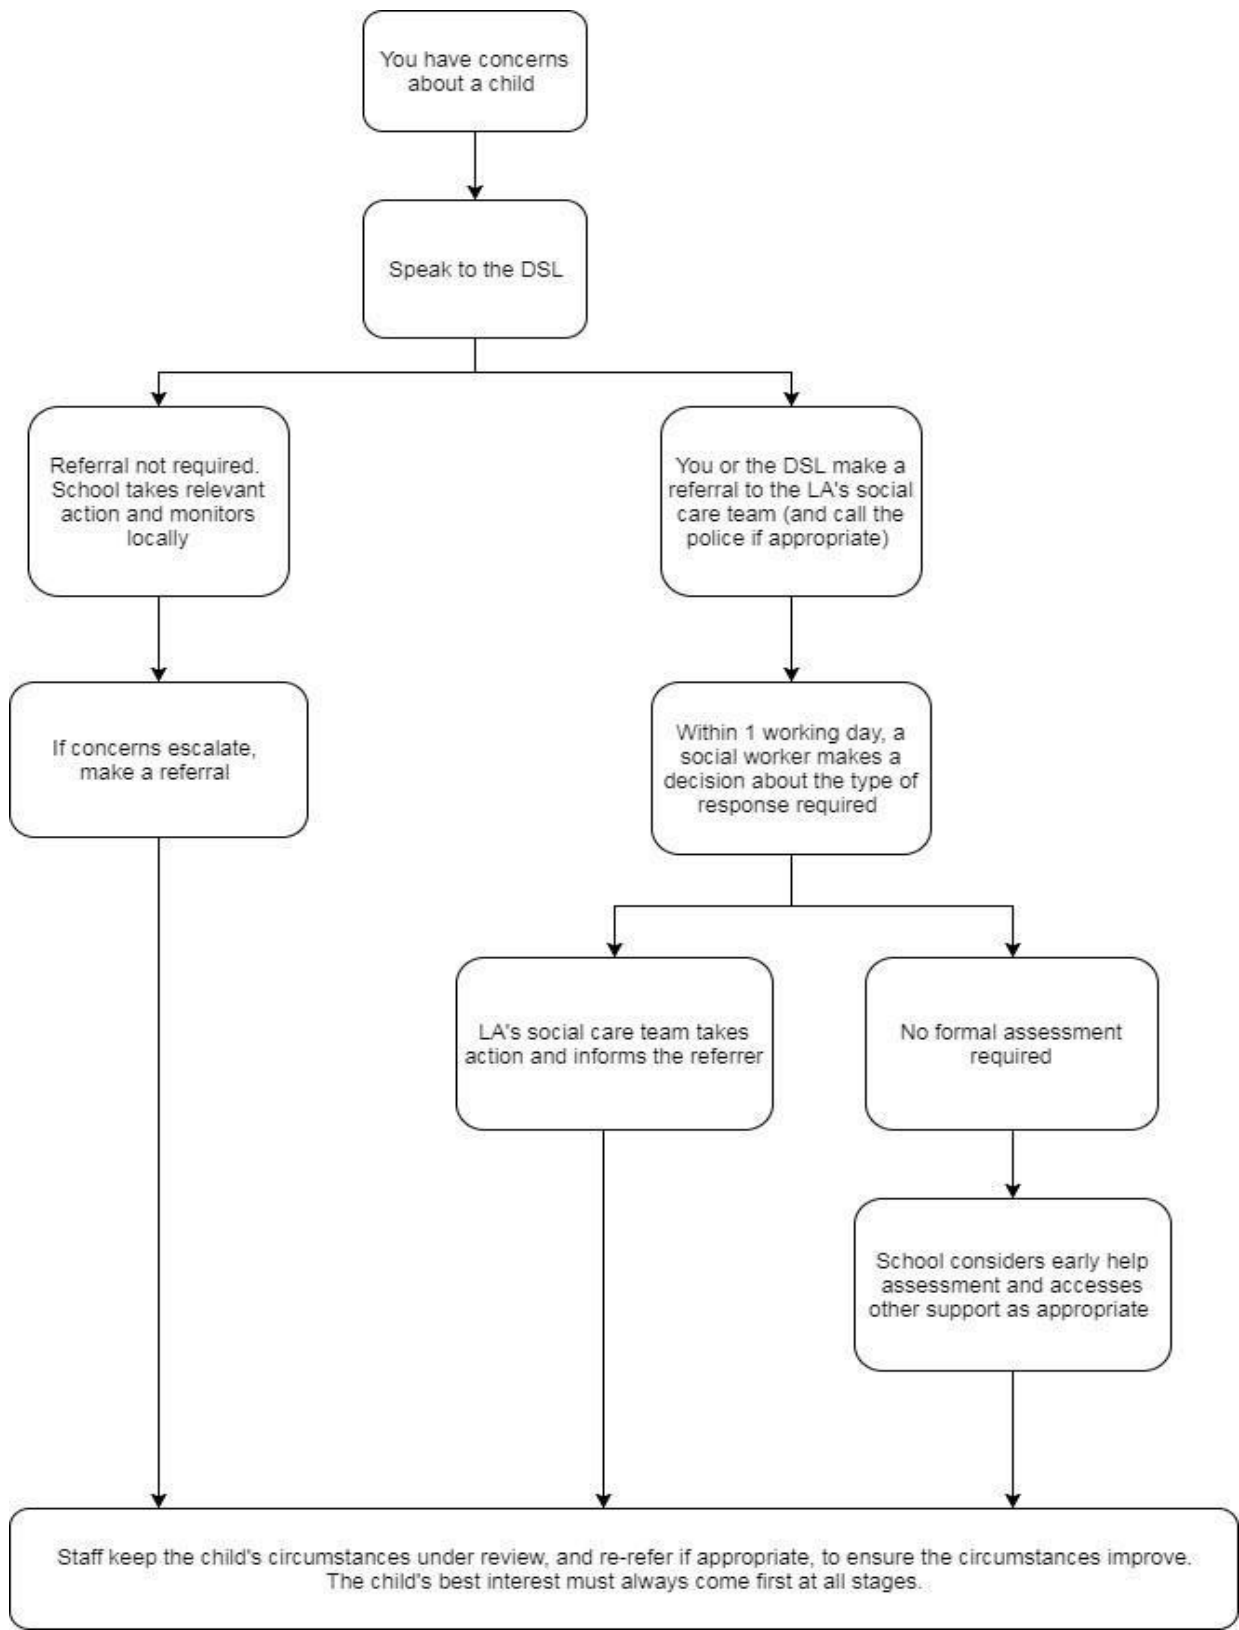 You have concerns
about a child
Speak to the DSL
Referral not required.
School takes relevant
action and monitors
locally
You or the DSL make a
referral to the LA's social
care team (and call the
police if appropriate)
If concerns escalate,
make a referral
Within 1 working day, a
social worker makes a
decision about the type of
response required
LA's social care team takes
action and informs the referrer
No formal assessment
required
School considers early help
assessment and accesses
other support as appropriate
Staff keep the child's circumstances under review, and re-refer if appropriate, to ensure the circumstances improve.
The child's best interest must always come first at all stages.